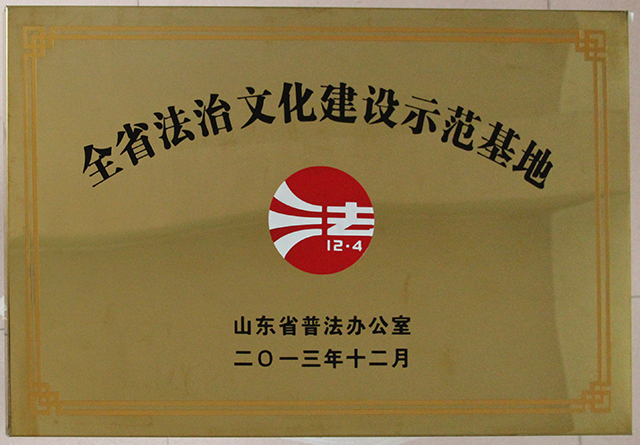 全省法治文化建设示范基地
法
12·4
山东省普法办公室
二〇一三年十二月